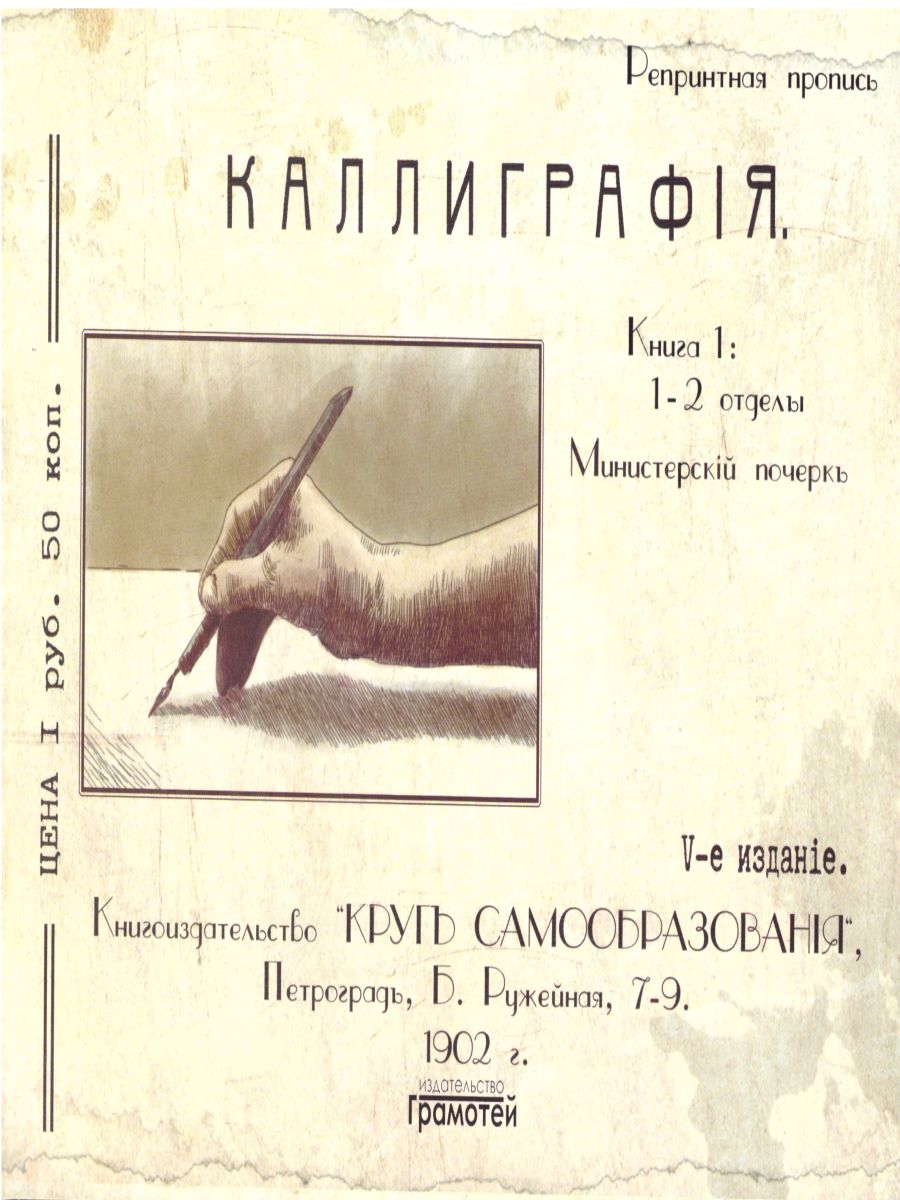 Репринтная пропись
КАЛЛИГРАФІЯ.
Книга 1:
1-2 отделы
Министерскій почеркъ
ЦЕНА I руб. 50 коп.
V-е изданіе.
Книгоиздательство "КРУГЪ САМООБРАЗОВАНІЯ",
Петроградъ, Б. Ружейная, 7-9.
1902 г.
издательство
Грамотей